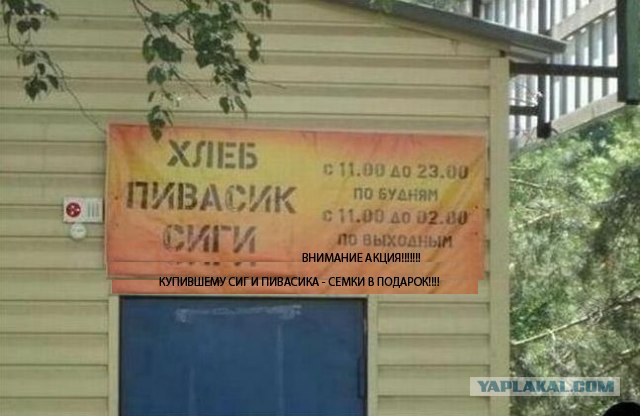 ХЛЕБ
ПИВАСИК
СИГИ
с 11.00 до 23.00
по будням
с 11.00 до 02.00
по выходным
ВНИМАНИЕ АКЦИЯ!!!!!!!
КУПИВШЕМУ СИГ И ПИВАСИКА - СЕМКИ В ПОДАРОК!!!!
YAPLAKAL.COM